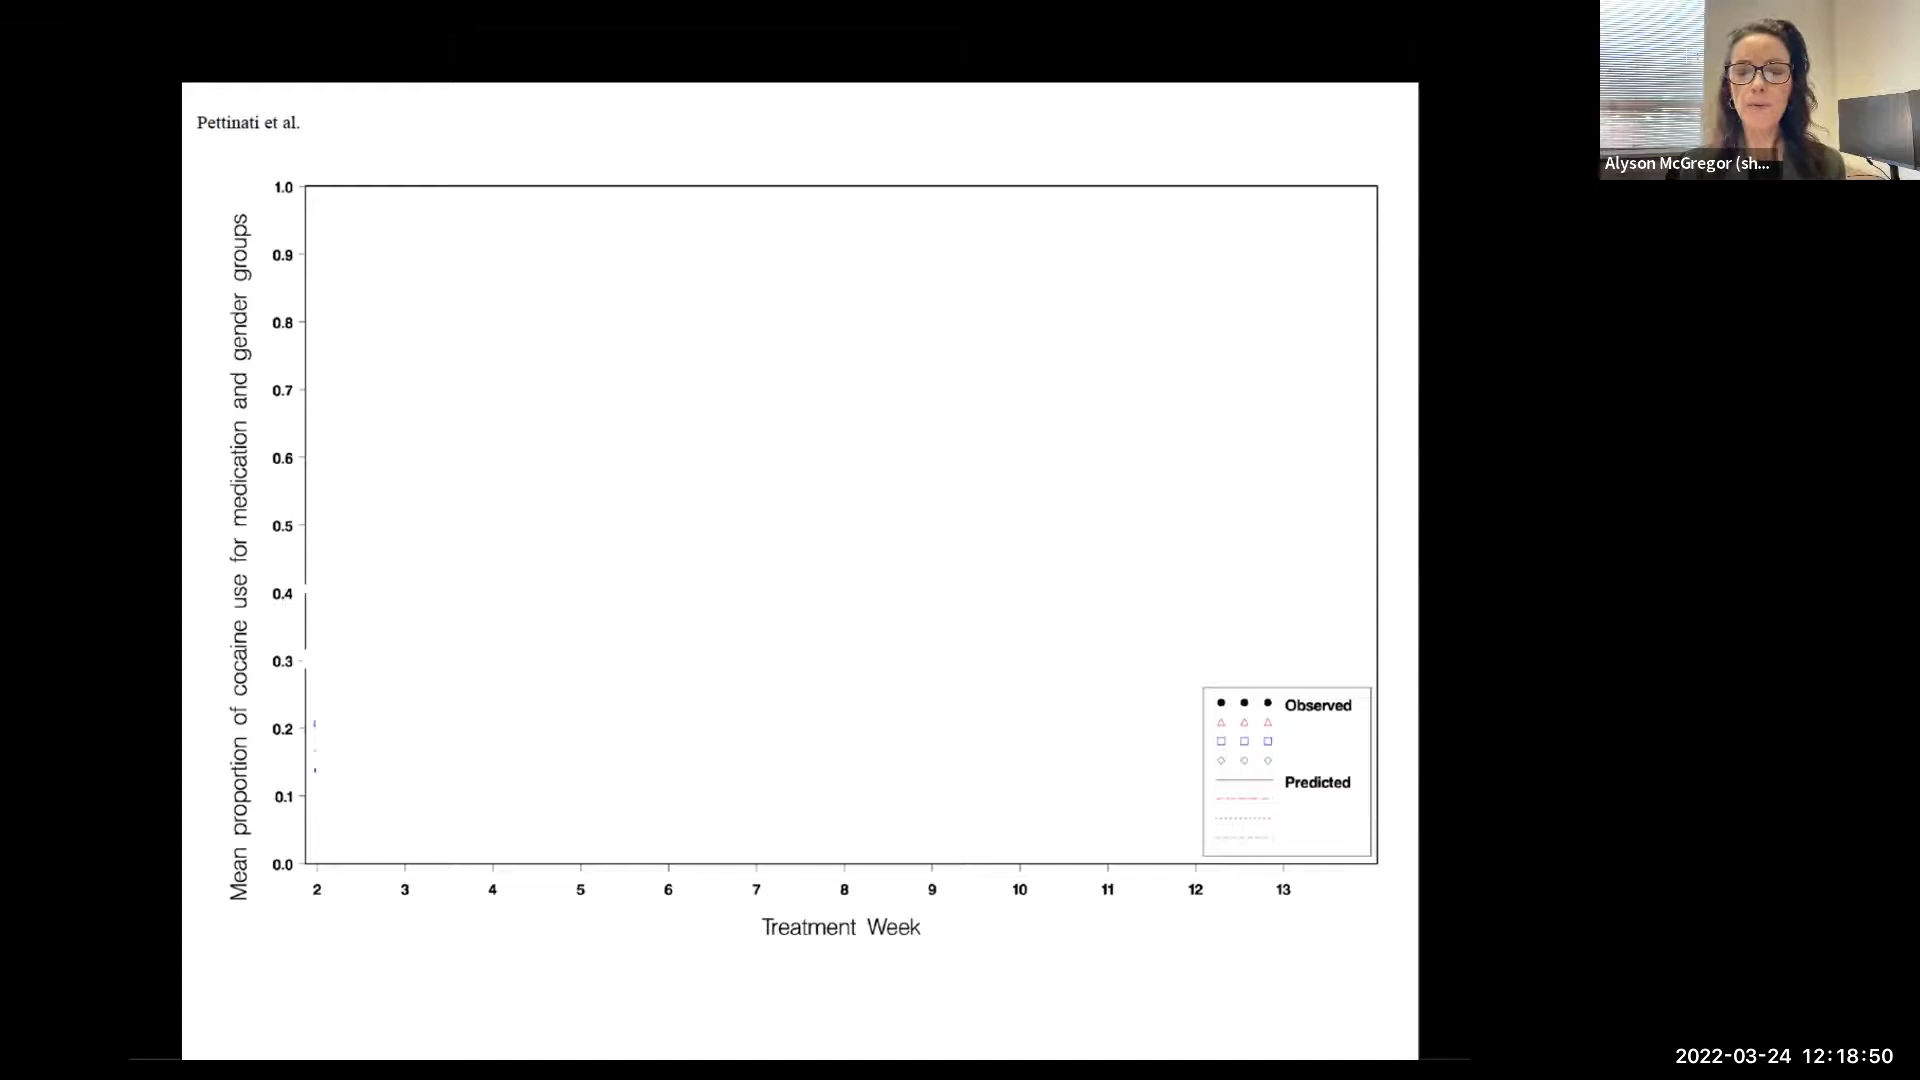 Pettinati et al.
Alyson McGregor (sh...
Mean proportion of cocaine use for medication and gender groups
1.0
0.9
0.8
0.7
0.6
0.5
0.4
0.3
0.2
0.1
0.0
Observed
Predicted
2 3 4 5 6 7 8 9 10 11 12 13
Treatment Week
2022-03-24 12:18:50